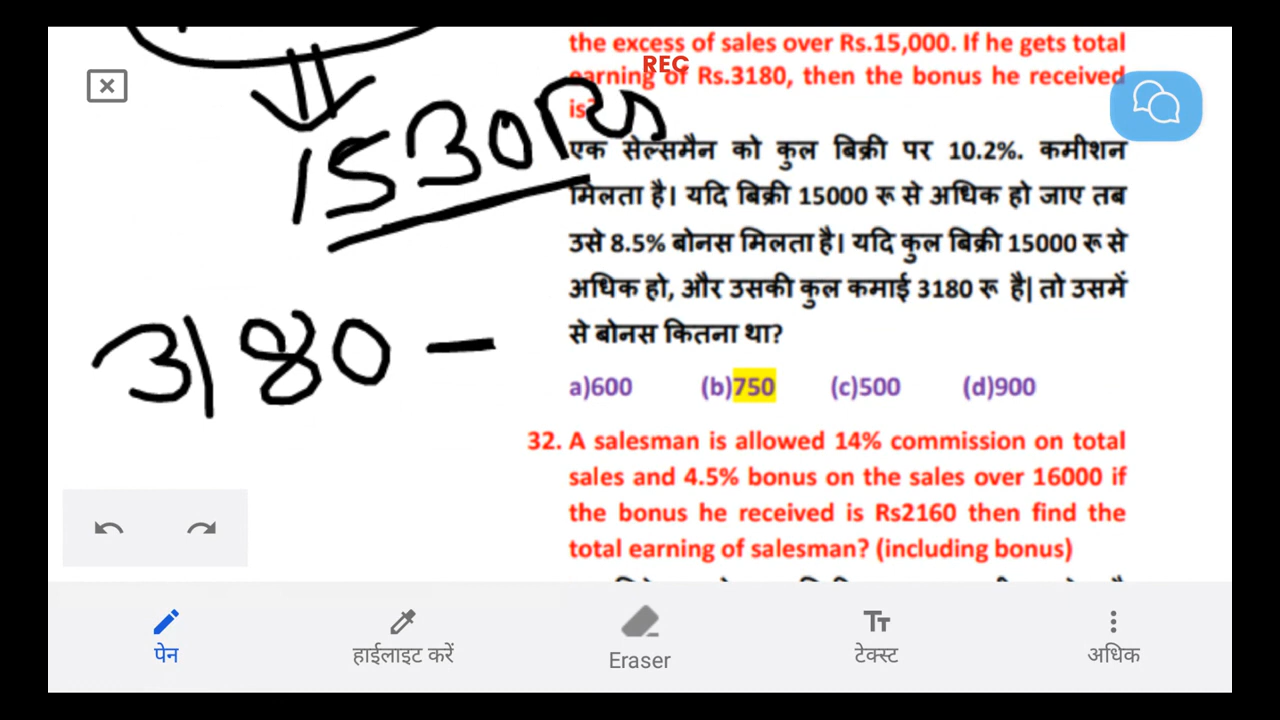 the excess of sales over Rs.15,000. If he gets total
REC
earning of Rs.3180, then the bonus he received
is?
1530 Rs
एक सेल्समैन को कुल बिक्री पर 10.2%. कमीशन
मिलता है। यदि बिक्री 15000 रू से अधिक हो जाए तब
उसे 8.5% बोनस मिलता है। यदि कुल बिक्री 15000 रू से
अधिक हो, और उसकी कुल कमाई 3180 रू है| तो उसमें
से बोनस कितना था?
3180 –
a)600 (b)750 (c)500 (d)900
32. A salesman is allowed 14% commission on total
sales and 4.5% bonus on the sales over 16000 if
the bonus he received is Rs2160 then find the
total earning of salesman? (including bonus)
पेन
हाईलाइट करें
Eraser
Tт
टेक्स्ट
अधिक